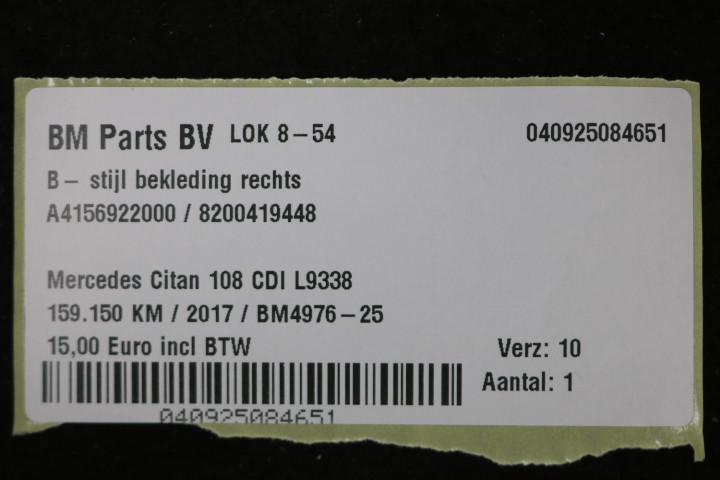 BM Parts BV LOK 8-54 040925084651
B- stijl bekleding rechts
A4156922000 / 8200419448
Mercedes Citan 108 CDI L9338
159.150 KM / 2017 / BM4976-25
15,00 Euro incl BTW Verz: 10
Aantal: 1
040925084651